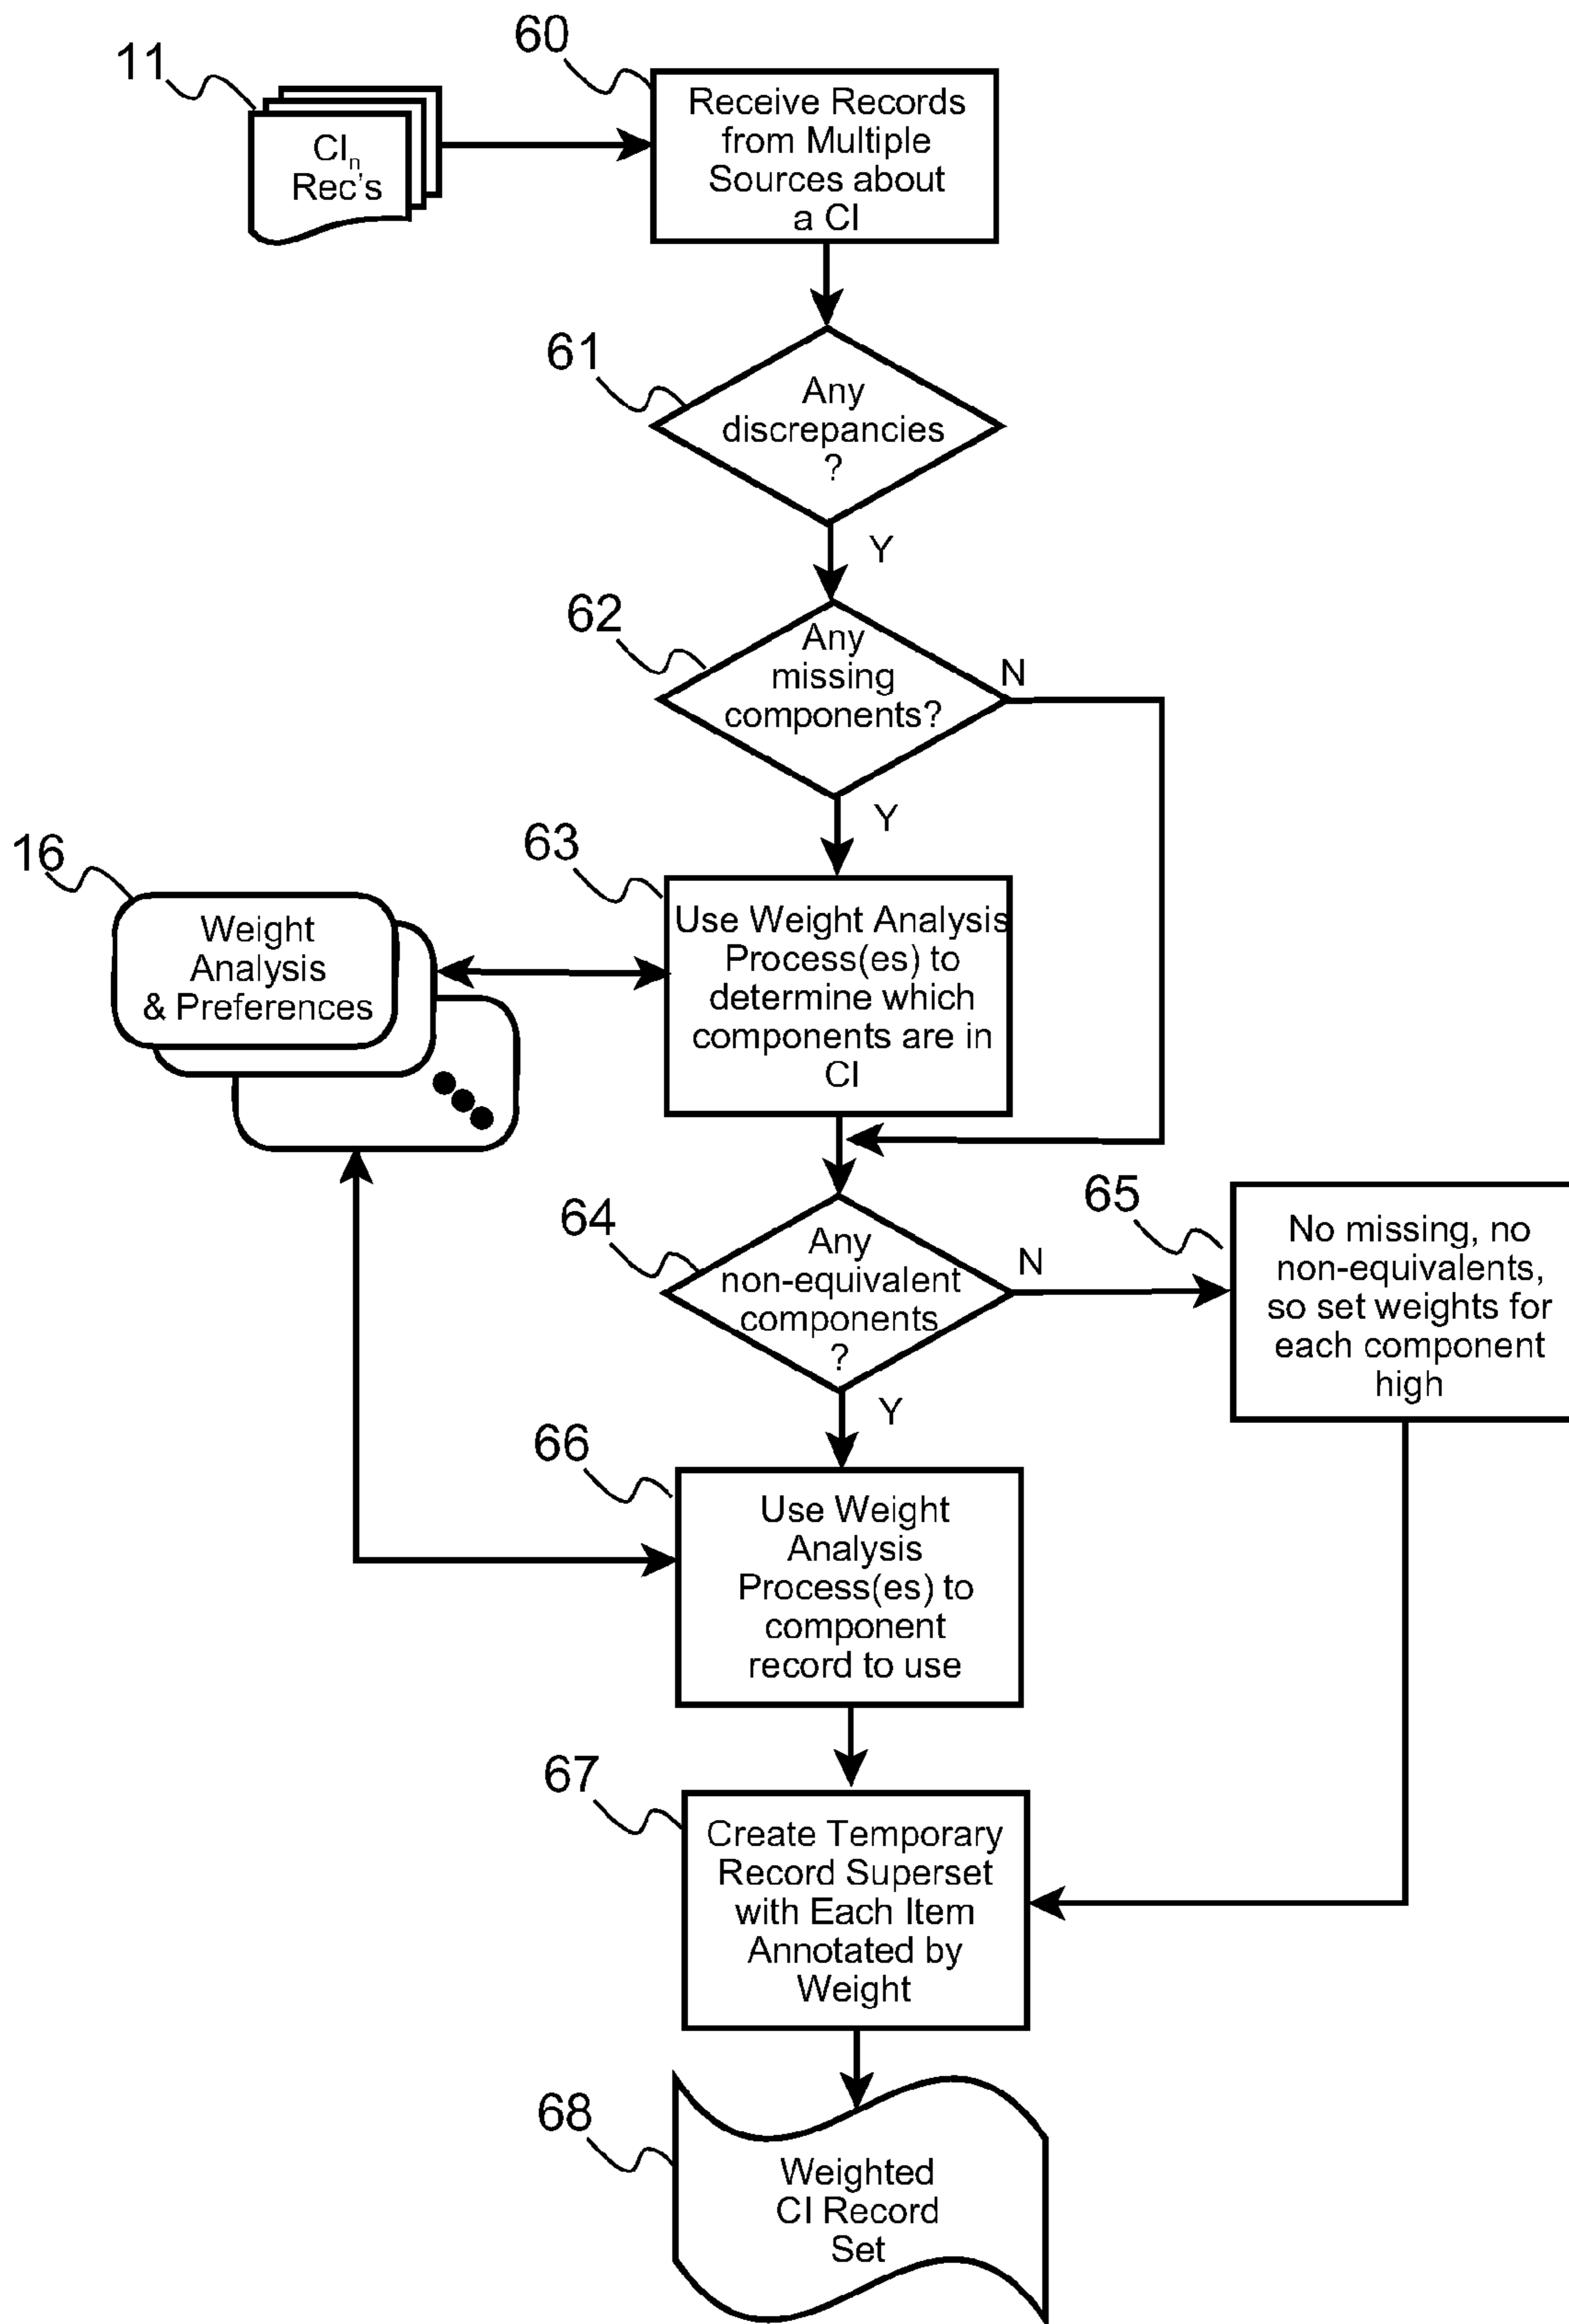 60
11
Receive Records
from Multiple
Sources about
a CI
CIn
Rec's
61
Any
discrepancies
?
Y
62
Any
missing
components?
N
Y
63
16
Use Weight Analysis
Process(es) to
determine which
components are in
CI
Weight
Analysis
& Preferences
65
64
Any
non-equivalent
components
?
N
No missing, no
non-equivalents,
so set weights for
each component
high
Y
66
Use Weight
Analysis
Process(es) to
component
record to use
67
Create Temporary
Record Superset
with Each Item
Annotated by
Weight
68
Weighted
CI Record
Set